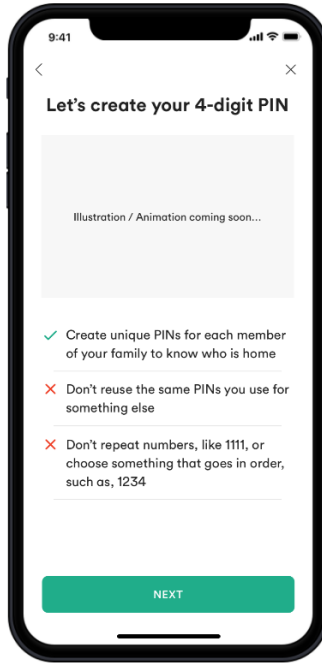 9:41
Let's create your 4-digit PIN
Illustration / Animation coming soon...
Create unique PINs for each member
of your family to know who is home
Don't reuse the same PINs you use for
something else
Don't repeat numbers, like 1111, or
choose something that goes in order,
such as, 1234
NEXT